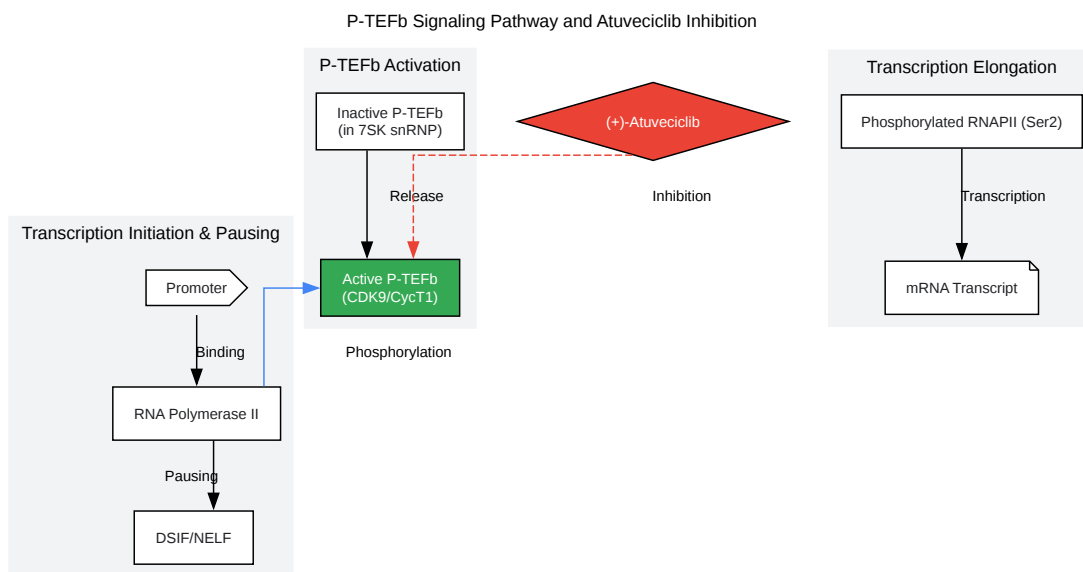 P-TEFb Signaling Pathway and Atuveciclib Inhibition
P-TEFb Activation
Inactive P-TEFb
(in 7SK snRNP)
Release
Active P-TEFb
(CDK9/CycT1)
Phosphorylation
(+)-Atuveciclib
Inhibition
Transcription Elongation
Phosphorylated RNAPII (Ser2)
Transcription
mRNA Transcript
Transcription Initiation & Pausing
Promoter
Binding
RNA Polymerase II
Pausing
DSIF/NELF